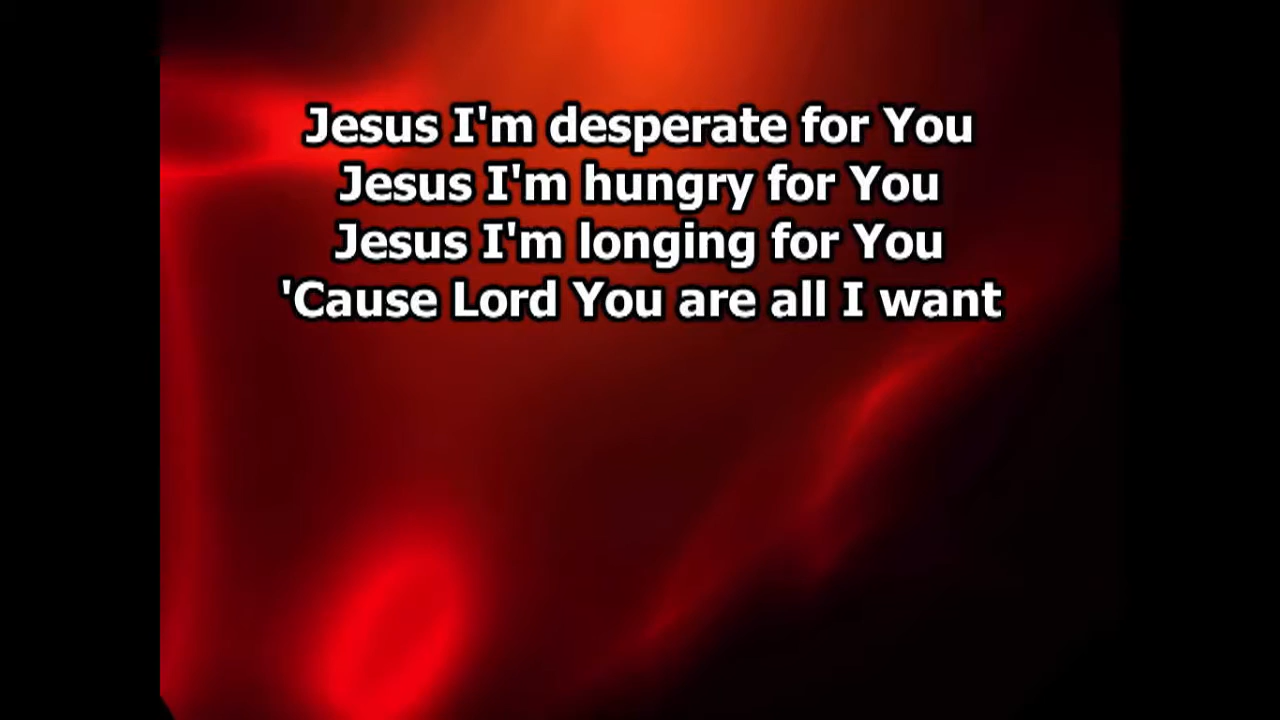 Jesus I'm desperate for You
Jesus I'm hungry for You
Jesus I'm longing for You
'Cause Lord You are all I want